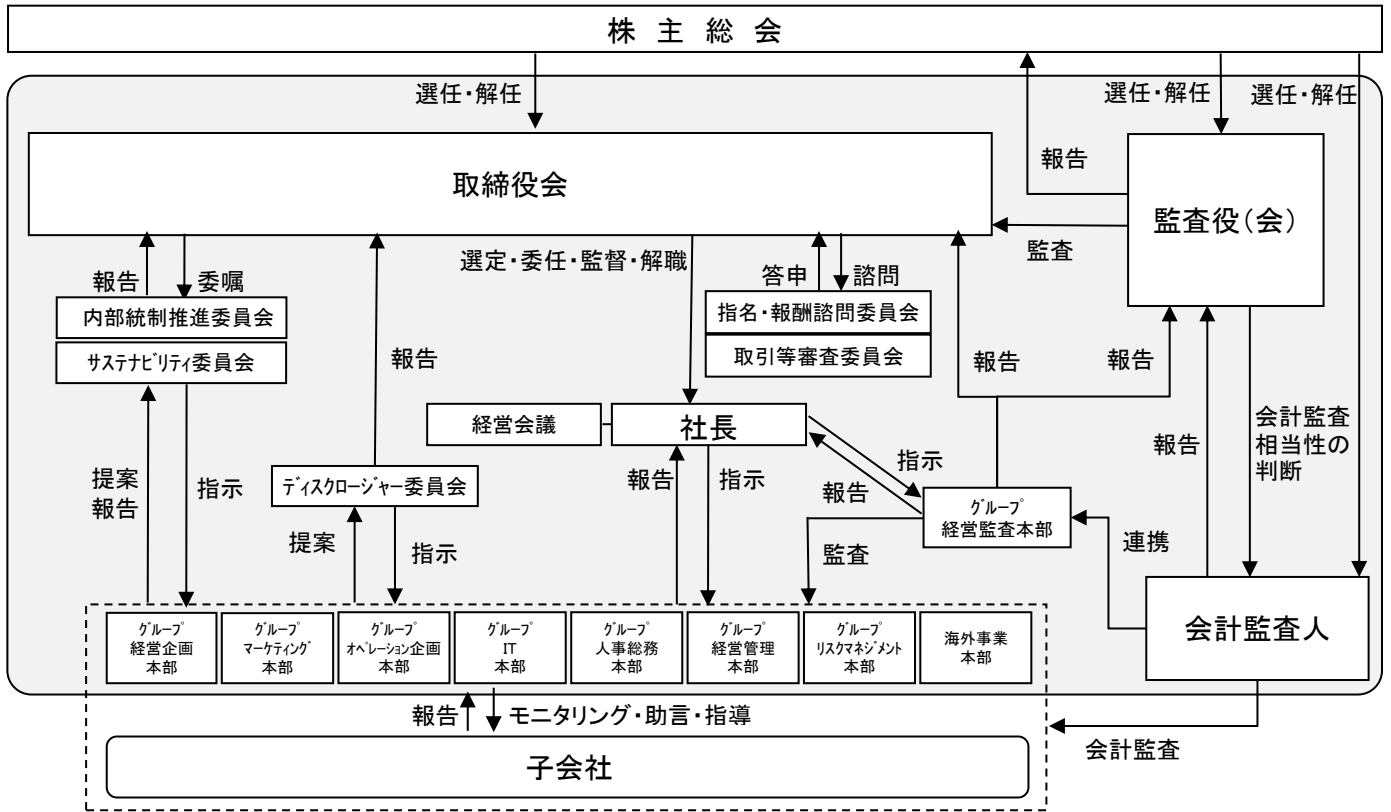 株 主 総 会
選任・解任
選任・解任
選任・解任
報告
取締役会
監査役(会)
監査
報告
委嘱
選定・委任・監督・解職
答申
諮問
内部統制推進委員会
サステナビリティ委員会
指名・報酬諮問委員会
取引等審査委員会
報告
報告
報告
経営会議
社長
会計監査
相当性の
判断
報告
提案
報告
指示
ディスクロージャー委員会
報告
指示
指示
報告
グループ
経営監査本部
提案
指示
監査
連携
グループ
経営企画
本部
グループ
マーケティング
本部
グループ
オペレーション企画
本部
グループ
IT
本部
グループ
人事総務
本部
グループ
経営管理
本部
グループ
リスクマネジメント
本部
海外事業
本部
会計監査人
報告
モニタリング・助言・指導
会計監査
子会社